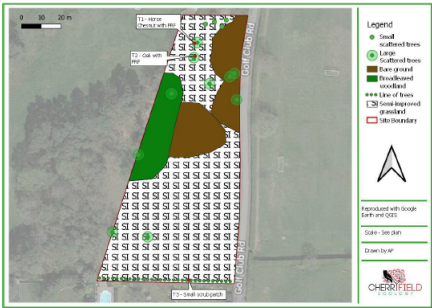 0 10 20 m
T1 - Horse
Chestnut with PRF
T2 - Oak with
PRF
Golf Club Rd
Golf Club Rd
T3 - Small scrub patch
Legend
Small
scattered trees
Large
Scattered trees
Bare ground
Broadleaved
woodland
Line of trees
Semi-improved
grassland
Site Boundary
Reproduced with Google
Earth and QGIS
Scale - See plan
Drawn by AP
CHERRYFIELD
ECOLOGY